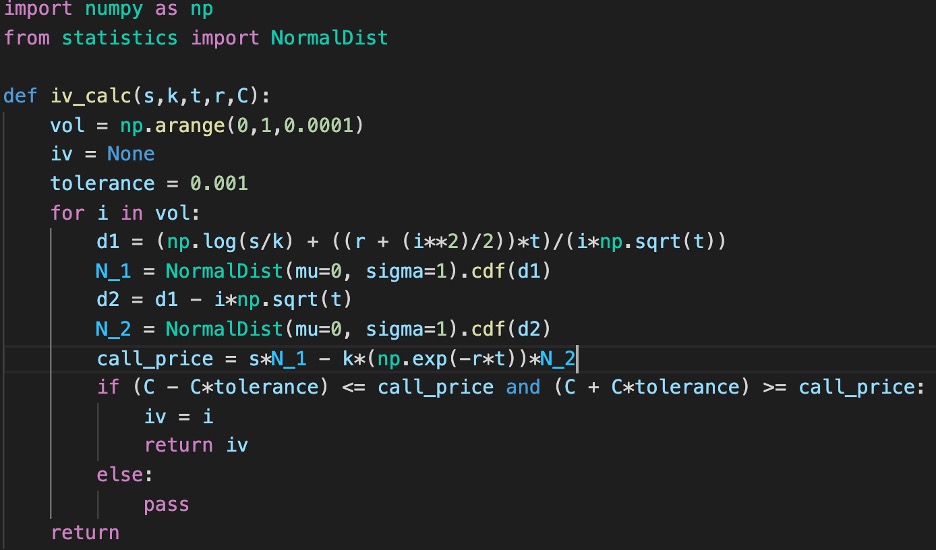 import numpy as np
from statistics import NormalDist

def iv_calc(s,k,t,r,C):
    vol = np.arange(0,1,0.0001)
    iv = None
    tolerance = 0.001
    for i in vol:
        d1 = (np.log(s/k) + ((r + (i**2)/2))*t)/(i*np.sqrt(t))
        N_1 = NormalDist(mu=0, sigma=1).cdf(d1)
        d2 = d1 - i*np.sqrt(t)
        N_2 = NormalDist(mu=0, sigma=1).cdf(d2)
        call_price = s*N_1 - k*(np.exp(-r*t))*N_2
        if (C - C*tolerance) <= call_price and (C + C*tolerance) >= call_price:
            iv = i
            return iv
        else:
            pass
    return